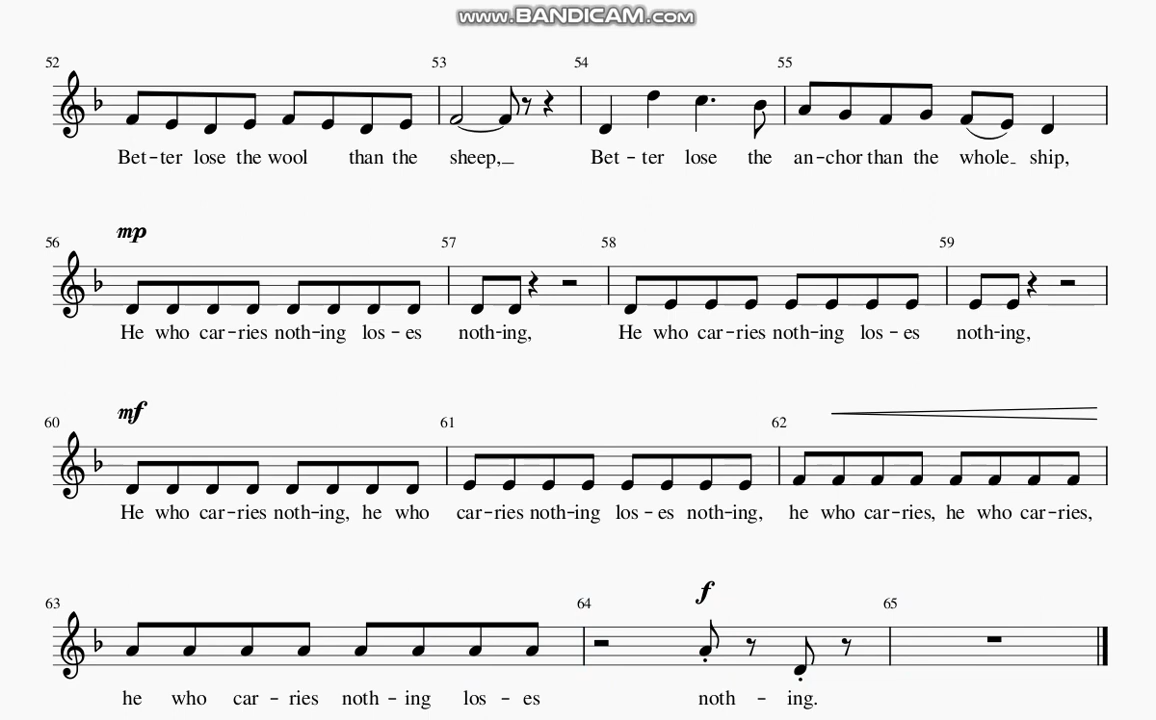 www.BANDICAM.com
52 53 54 55
Bet-ter lose the wool than the sheep,_ Bet-ter lose the an-chor than the whole_ ship,
mp
56 57 58 59
He who car-ries noth-ing los-es noth-ing, He who car-ries noth-ing los-es noth-ing,
mf
60 61 62
He who car-ries noth-ing, he who car-ries noth-ing los-es noth-ing, he who car-ries, he who car-ries,
f
63 64 65
he who car-ries noth-ing los-es noth-ing.